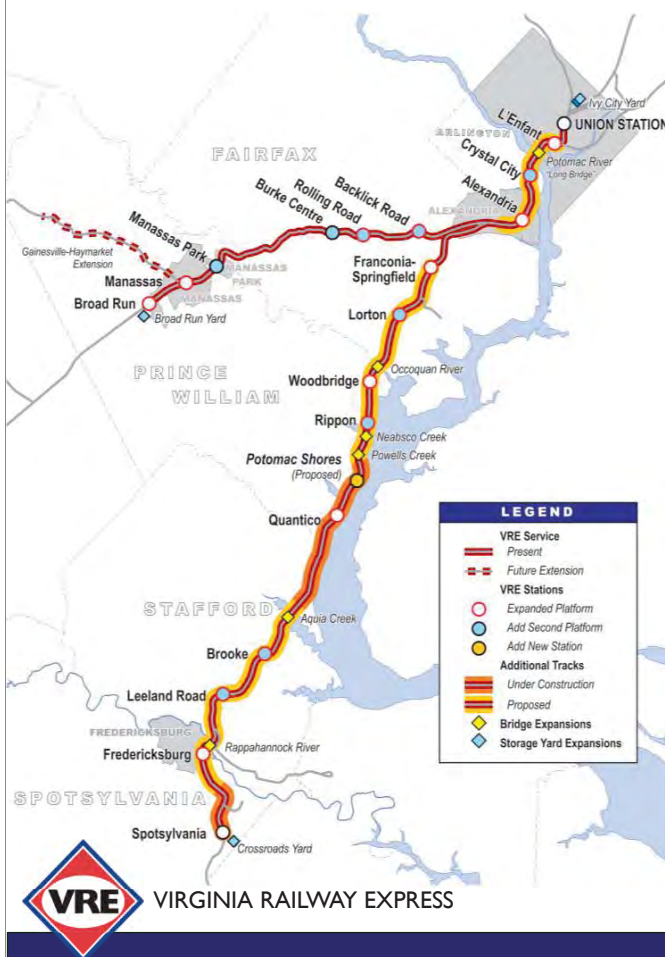 Ivy City Yard
L'Enfant
UNION STATION
ARLINGTON
Crystal City
Potomac River
"Long Bridge"
FAIRFAX
Alexandria
ALEXANDRIA
Backlick Road
Rolling Road
Burke Centre
Manassas Park
Gainesville-Haymarket
Extension
MANASSAS
PARK
Franconia-
Springfield
Manassas
MANASSAS
Broad Run
Broad Run Yard
Lorton
PRINCE
WILLIAM
Occoquan River
Woodbridge
Rippon
Neabsco Creek
Powells Creek
Potomac Shores
(Proposed)
Quantico
LEGEND
VRE Service
Present
Future Extension
VRE Stations
Expanded Platform
Add Second Platform
Add New Station
Additional Tracks
Under Construction
Proposed
Bridge Expansions
Storage Yard Expansions
STAFFORD
Aquia Creek
Brooke
Leeland Road
FREDERICKSBURG
Fredericksburg
Rappahannock River
SPOTSYLVANIA
Spotsylvania
Crossroads Yard
VRE
VIRGINIA RAILWAY EXPRESS